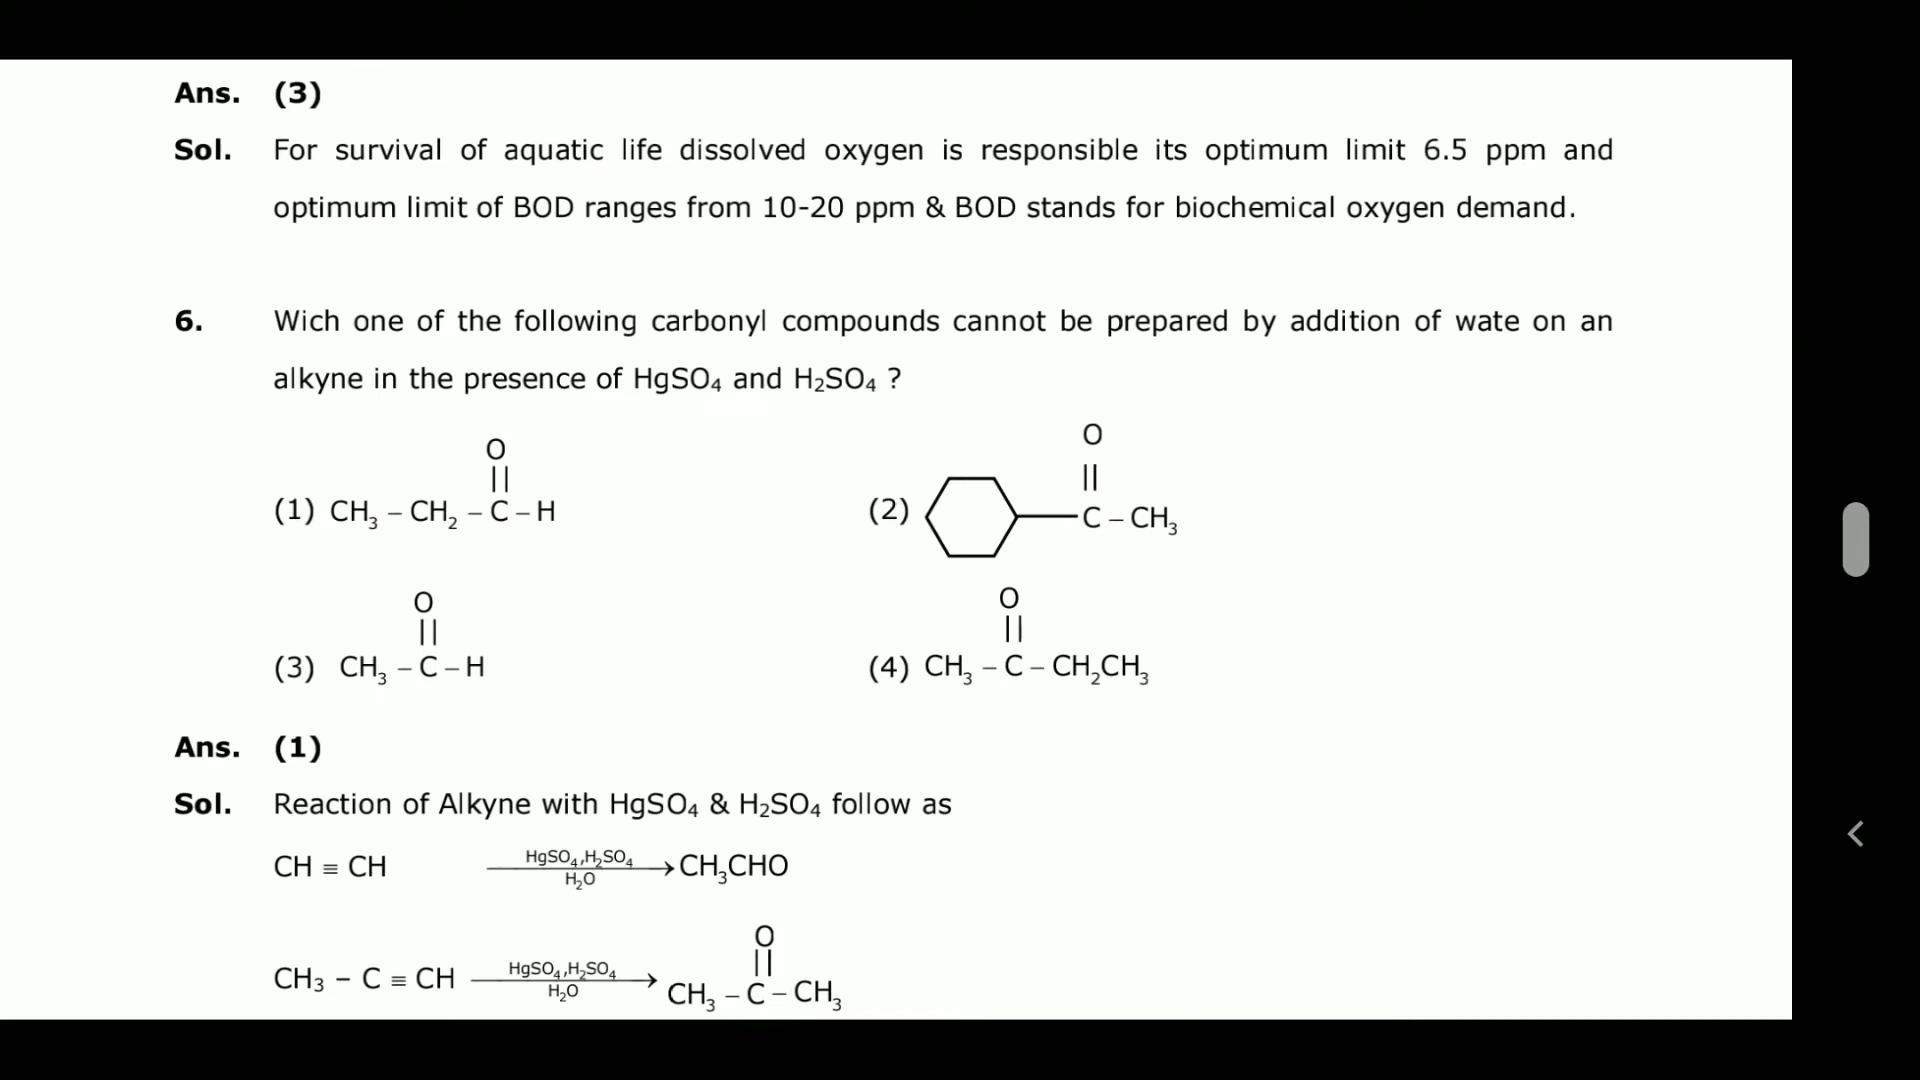 Ans. (3)
Sol. For survival of aquatic life dissolved oxygen is responsible its optimum limit 6.5 ppm and
optimum limit of BOD ranges from 10-20 ppm & BOD stands for biochemical oxygen demand.
6. Wich one of the following carbonyl compounds cannot be prepared by addition of wate on an
alkyne in the presence of HgSO₄ and H₂SO₄ ?
O
||
(1) CH₃ – CH₂ – C – H
O
||
(2) C – CH₃
O
||
(3) CH₃ – C – H
O
||
(4) CH₃ – C – CH₂CH₃
Ans. (1)
Sol. Reaction of Alkyne with HgSO₄ & H₂SO₄ follow as
HgSO₄,H₂SO₄
CH ≡ CH ⟶ CH₃CHO
H₂O
O
||
HgSO₄,H₂SO₄
CH₃ – C ≡ CH ⟶ CH₃ – C – CH₃
H₂O